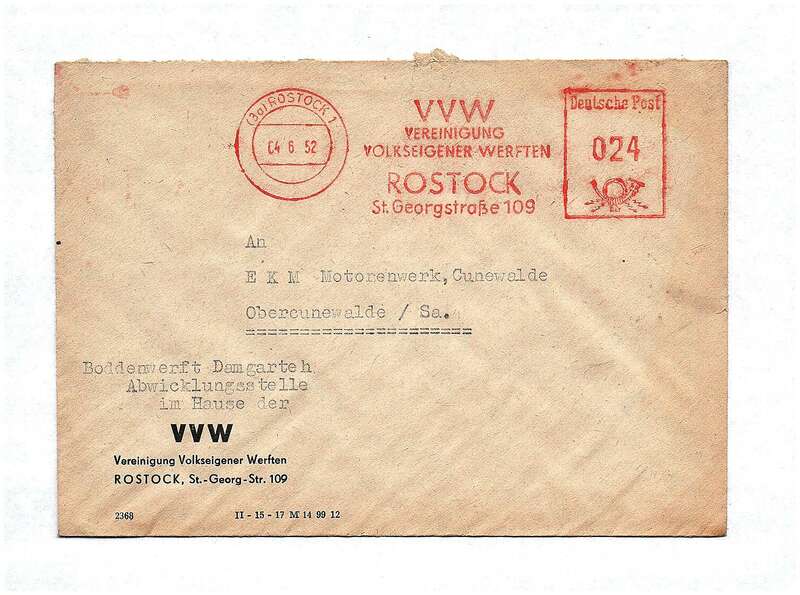 (3a) ROSTOCK 1
04 6 52
VVW
VEREINIGUNG
VOLKSEIGENER WERFTEN
ROSTOCK
St. Georgstraße 109
Deutsche Post
024
An
E K M Motorenwerk, Cunewalde
Obercunewalde / Sa.
=====================
Boddenwerft Damgarten
Abwicklungsstelle
im Hause der
VVW
Vereinigung Volkseigener Werften
ROSTOCK, St.-Georg-Str. 109
2368 II - 15 - 17 M 14 99 12